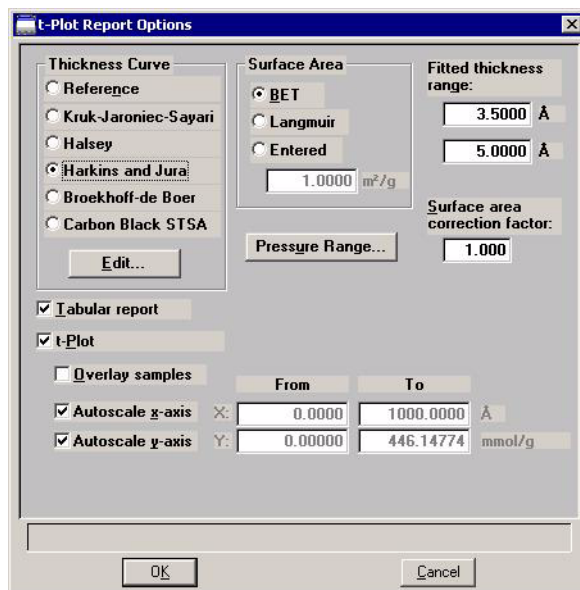 t-Plot Report Options
Thickness Curve
Reference
Kruk-Jaroniec-Sayari
Halsey
Harkins and Jura
Broekhoff-de Boer
Carbon Black STSA
Edit...
Surface Area
BET
Langmuir
Entered
1.0000 m²/g
Pressure Range...
Fitted thickness
range:
3.5000 Å
5.0000 Å
Surface area
correction factor:
1.000
Tabular report
t-Plot
Overlay samples
From To
Autoscale x-axis X: 0.0000 1000.0000 Å
Autoscale y-axis Y: 0.00000 446.14774 mmol/g
OK Cancel